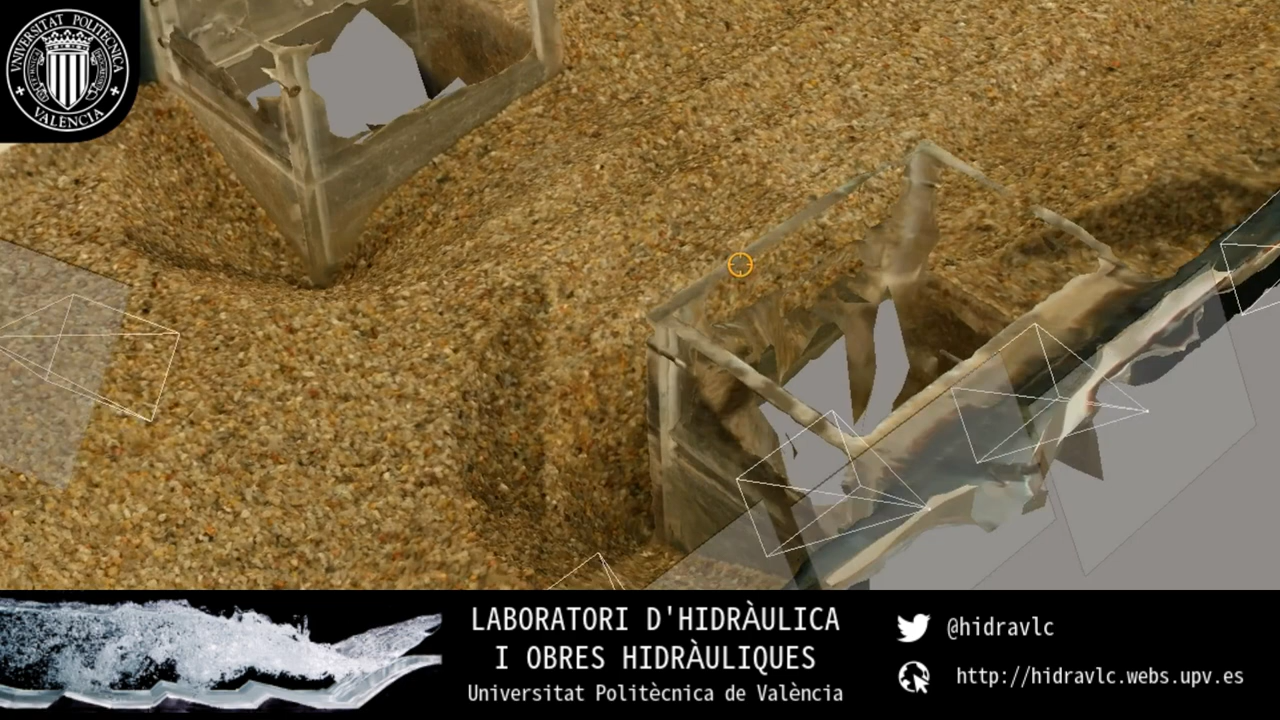 UNIVERSITAT POLITÈCNICA
VALÈNCIA
LABORATORI D'HIDRÀULICA
I OBRES HIDRÀULIQUES
Universitat Politècnica de València
@hidravlc
http://hidravlc.webs.upv.es